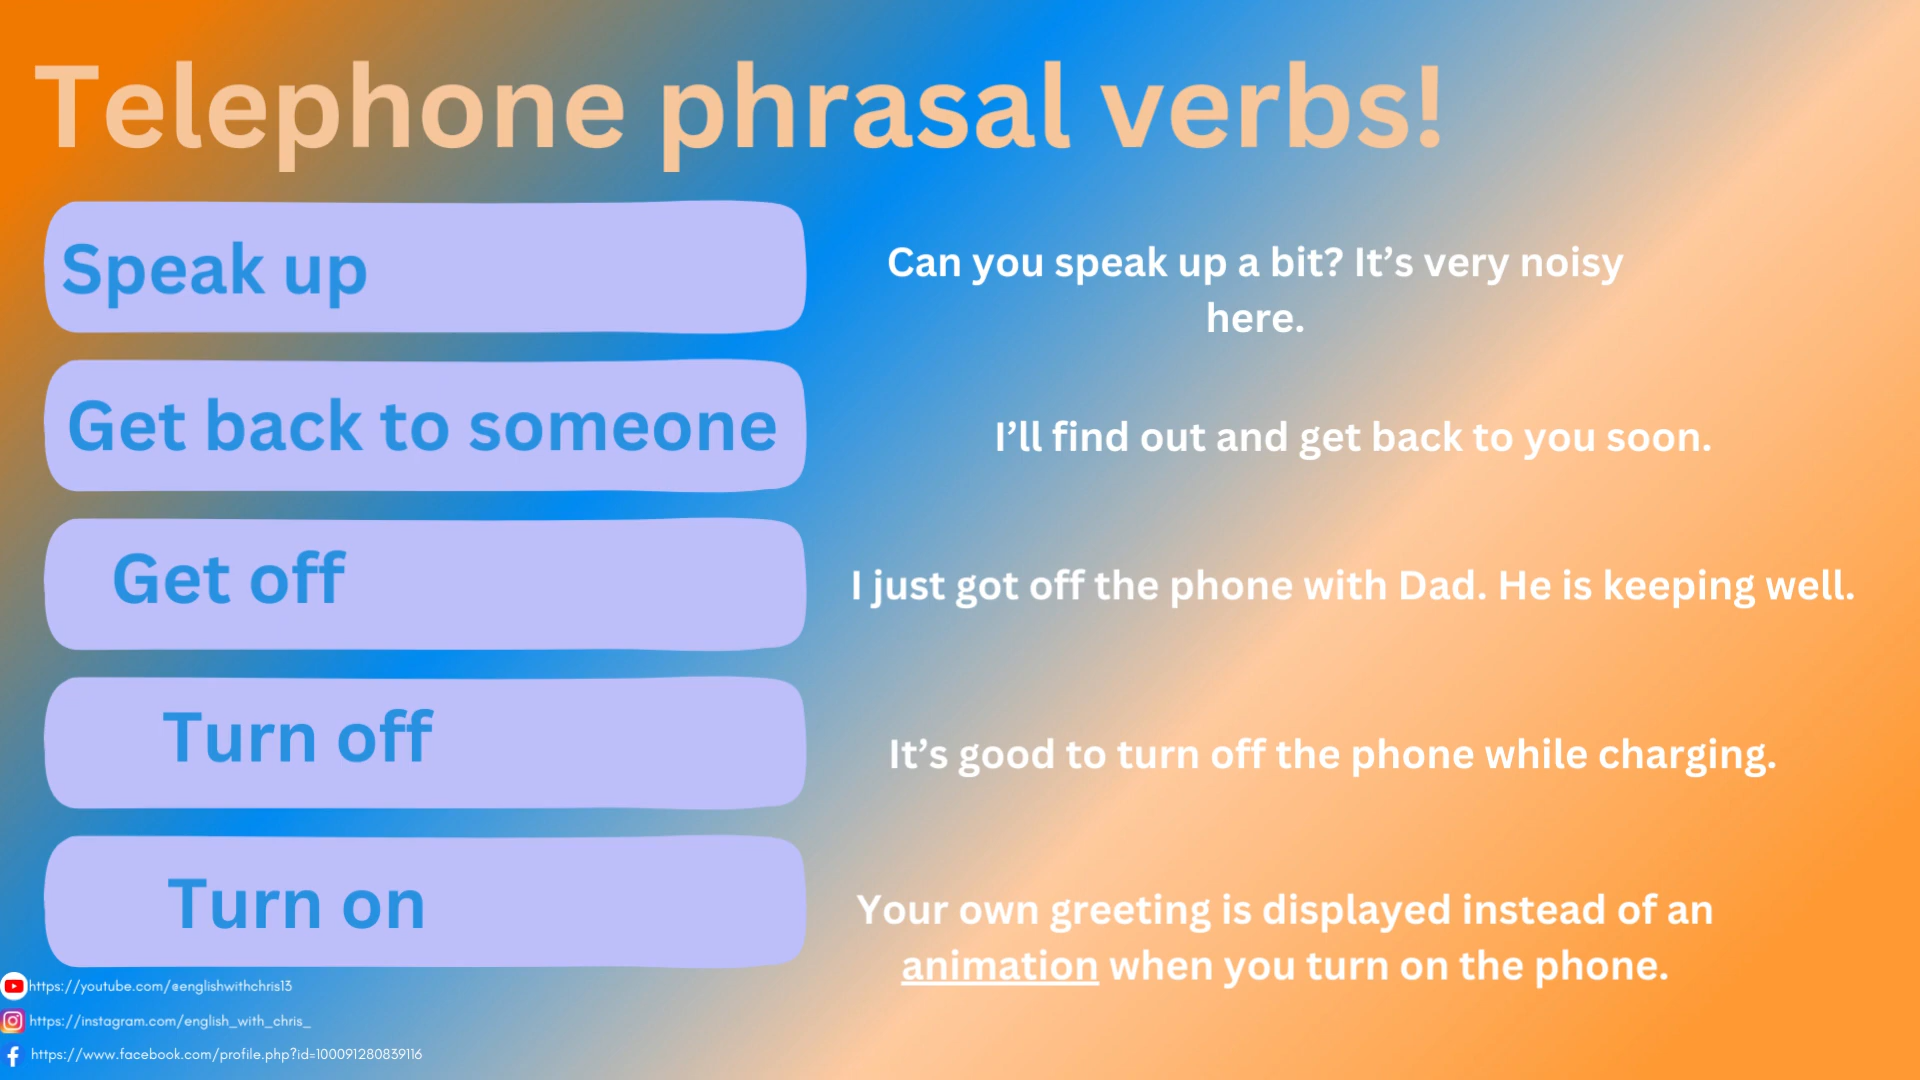 Telephone phrasal verbs!
Speak up
Can you speak up a bit? It’s very noisy
here.
Get back to someone
I’ll find out and get back to you soon.
Get off
I just got off the phone with Dad. He is keeping well.
Turn off
It’s good to turn off the phone while charging.
Turn on
Your own greeting is displayed instead of an
animation when you turn on the phone.
https://youtube.com/@englishwithchris13
https://instagram.com/english_with_chris_
https://www.facebook.com/profile.php?id=100091280839116